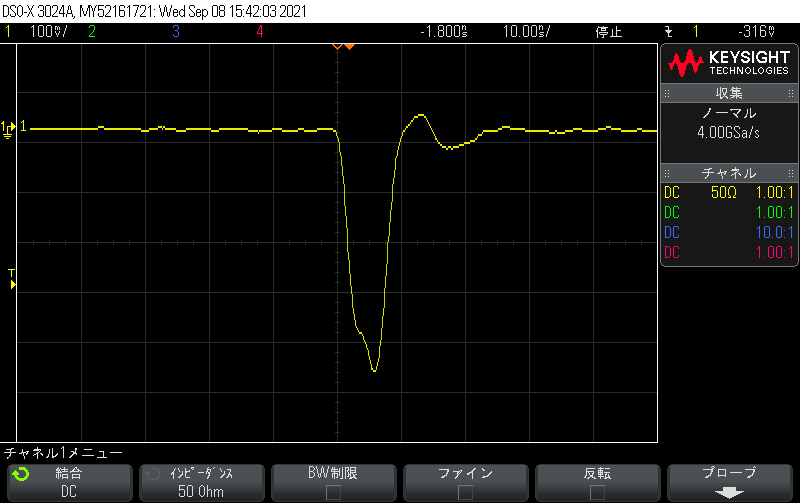 DSO-X 3024A, MY52161721: Wed Sep 08 15:42:03 2021
1 100%/ 2 3 4 -1.800% 10.00%/ 停止 1 -316%
KEYSIGHT
TECHNOLOGIES
収集
ノーマル
4.00GSa/s
チャネル
DC 50Ω 1.00:1
DC 1.00:1
DC 10.0:1
DC 1.00:1
1
T
チャネル1メニュー
結合
DC
インピーダンス
50 Ohm
BW制限
ファイン
反転
プローブ